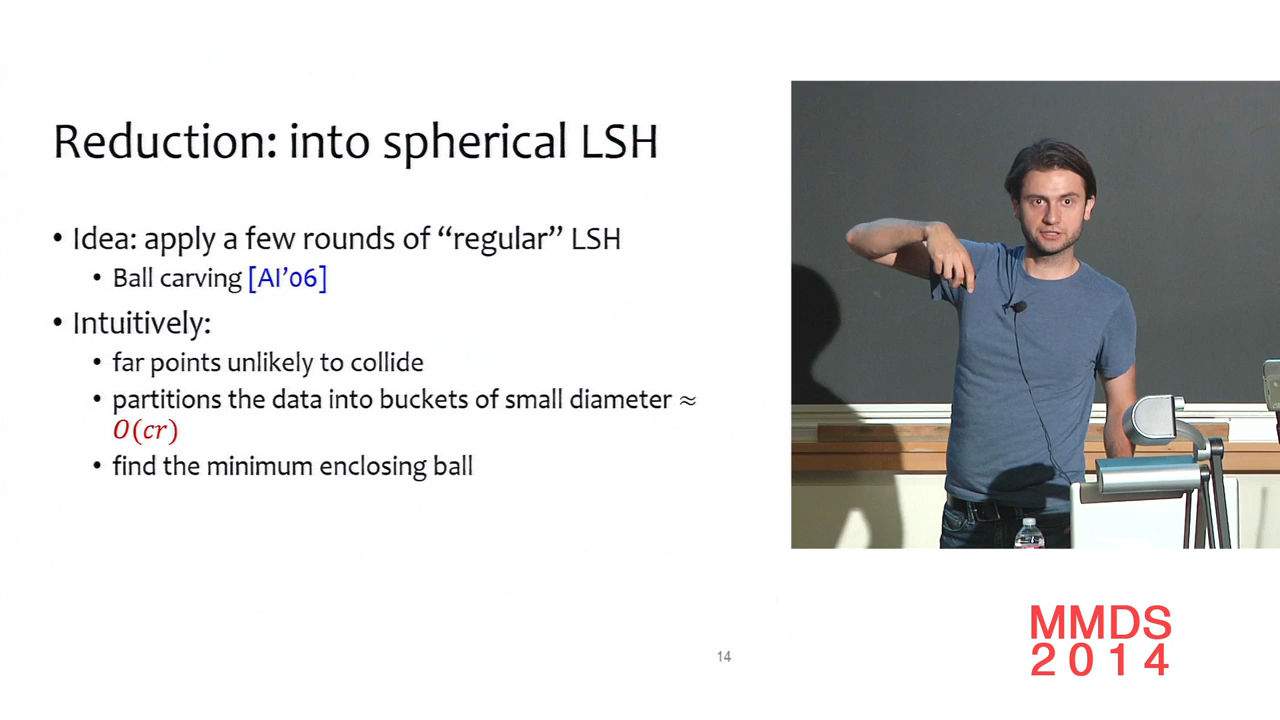 Reduction: into spherical LSH
• Idea: apply a few rounds of “regular” LSH
• Ball carving [AI’06]
• Intuitively:
• far points unlikely to collide
• partitions the data into buckets of small diameter ≈
O(cr)
• find the minimum enclosing ball
14
MMDS
2014